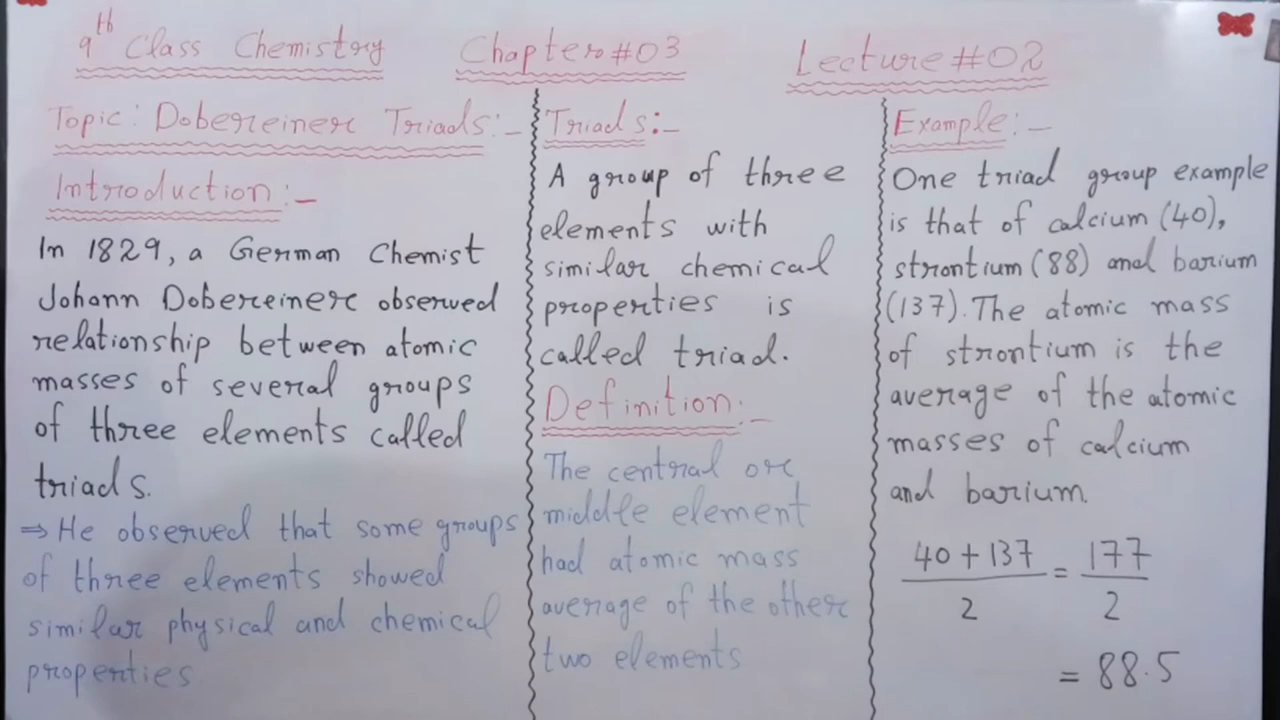 9th Class Chemistry
Chapter #03
Lecture #02
Topic: Dobereiner Triads:-
Introduction:-
In 1829, a German Chemist
Johann Dobereiner observed
relationship between atomic
masses of several groups
of three elements called
triads.
⇒ He observed that some groups
of three elements showed
similar physical and chemical
properties
Triads:-
A group of three
elements with
similar chemical
properties is
called triad.
Definition:-
The central or
middle element
had atomic mass
average of the other
two elements
Example:-
One triad group example
is that of calcium (40),
strontium (88) and barium
(137). The atomic mass
of strontium is the
average of the atomic
masses of calcium
and barium.
40+137 = 177
2 2
= 88.5